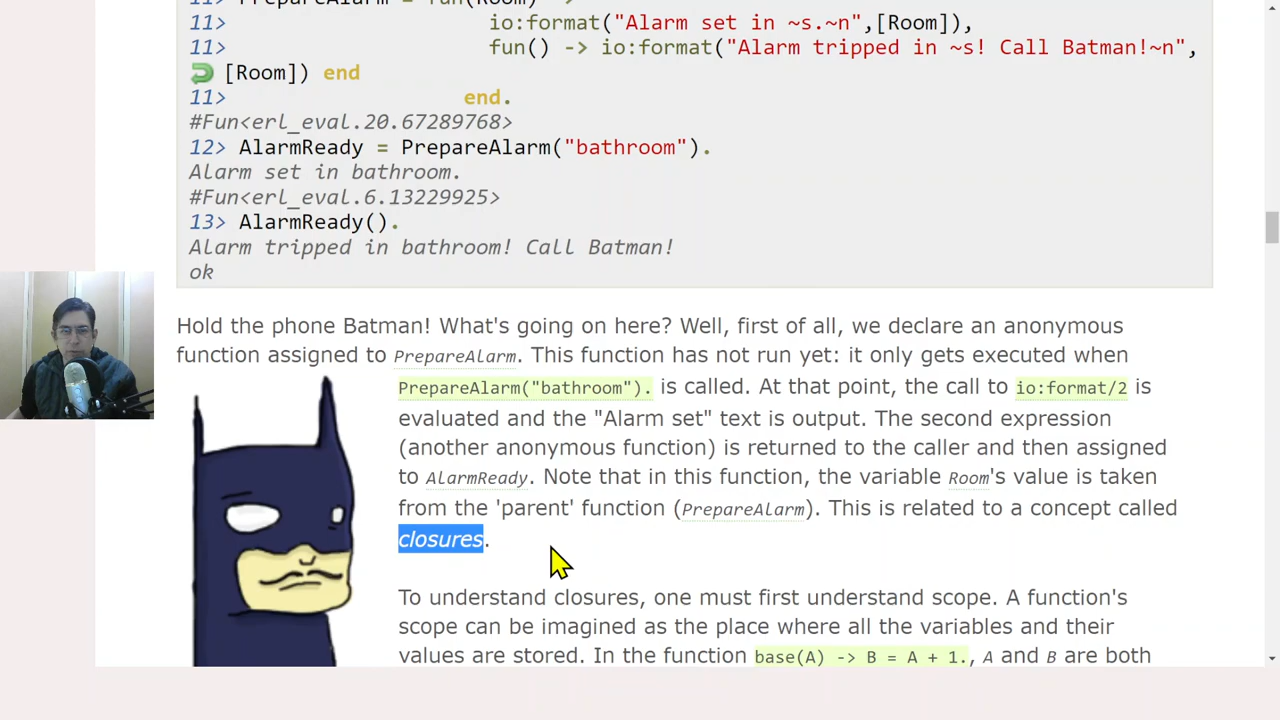 11> PrepareAlarm = fun(Room) ->
11> io:format("Alarm set in ~s.~n",[Room]),
11> fun() -> io:format("Alarm tripped in ~s! Call Batman!~n",
[Room]) end
11> end.
#Fun<erl_eval.20.67289768>
12> AlarmReady = PrepareAlarm("bathroom").
Alarm set in bathroom.
#Fun<erl_eval.6.13229925>
13> AlarmReady().
Alarm tripped in bathroom! Call Batman!
ok
Hold the phone Batman! What's going on here? Well, first of all, we declare an anonymous
function assigned to PrepareAlarm. This function has not run yet: it only gets executed when
PrepareAlarm("bathroom"). is called. At that point, the call to io:format/2 is
evaluated and the "Alarm set" text is output. The second expression
(another anonymous function) is returned to the caller and then assigned
to AlarmReady. Note that in this function, the variable Room's value is taken
from the 'parent' function (PrepareAlarm). This is related to a concept called
closures.
To understand closures, one must first understand scope. A function's
scope can be imagined as the place where all the variables and their
values are stored. In the function base(A) -> B = A + 1., A and B are both